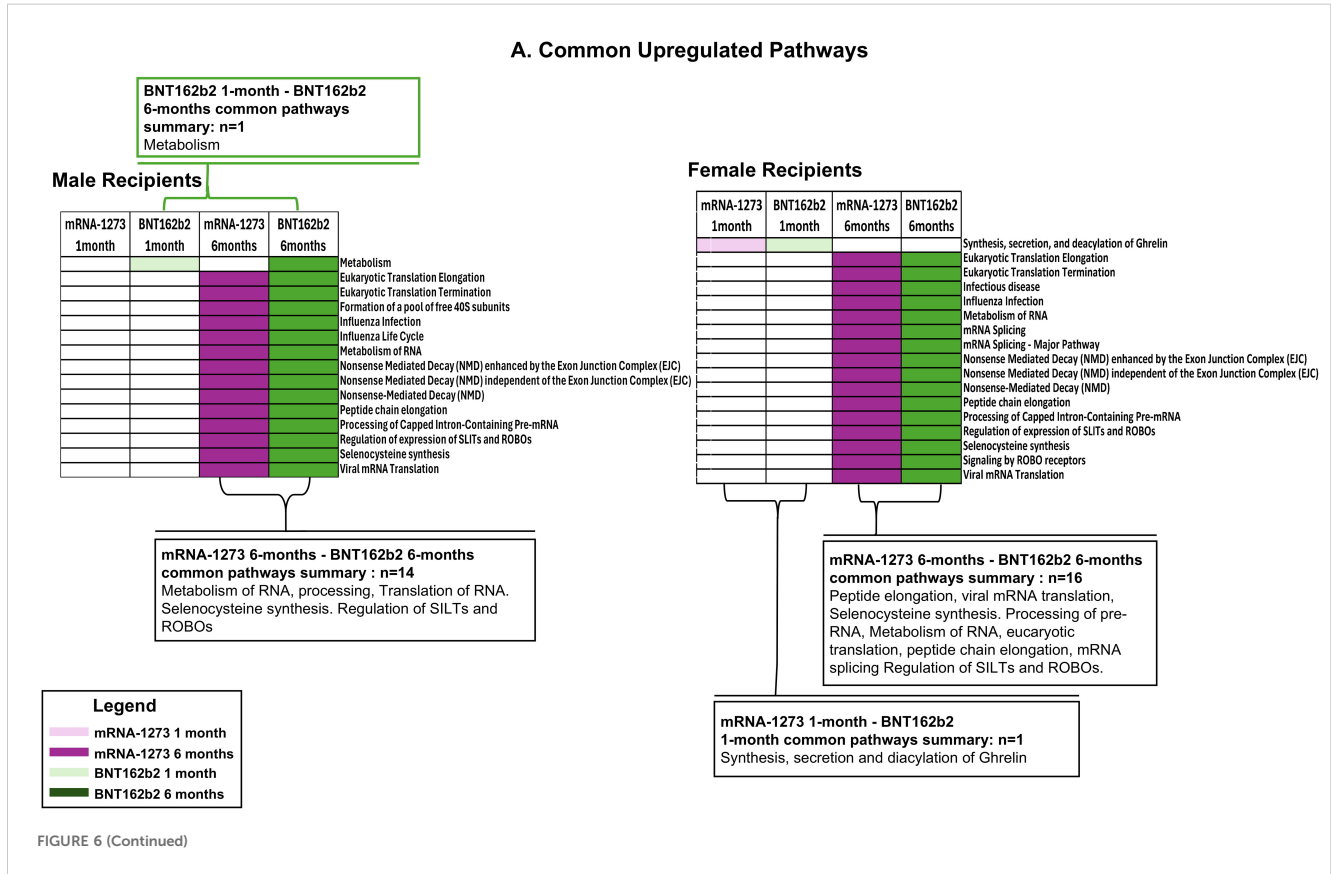 A. Common Upregulated Pathways
BNT162b2 1-month - BNT162b2
6-months common pathways
summary: n=1
Metabolism
Male Recipients
mRNA-1273 BNT162b2 mRNA-1273 BNT162b2
1month 1month 6months 6months
Metabolism
Eukaryotic Translation Elongation
Eukaryotic Translation Termination
Formation of a pool of free 40S subunits
Influenza Infection
Influenza Life Cycle
Metabolism of RNA
Nonsense Mediated Decay (NMD) enhanced by the Exon Junction Complex (EJC)
Nonsense Mediated Decay (NMD) independent of the Exon Junction Complex (EJC)
Nonsense-Mediated Decay (NMD)
Peptide chain elongation
Processing of Capped Intron-Containing Pre-mRNA
Regulation of expression of SLITs and ROBOs
Selenocysteine synthesis
Viral mRNA Translation
mRNA-1273 6-months - BNT162b2 6-months
common pathways summary : n=14
Metabolism of RNA, processing, Translation of RNA.
Selenocysteine synthesis. Regulation of SILTs and
ROBOs
Female Recipients
mRNA-1273 BNT162b2 mRNA-1273 BNT162b2
1month 1month 6months 6months
Synthesis, secretion, and deacylation of Ghrelin
Eukaryotic Translation Elongation
Eukaryotic Translation Termination
Infectious disease
Influenza Infection
Metabolism of RNA
mRNA Splicing
mRNA Splicing - Major Pathway
Nonsense Mediated Decay (NMD) enhanced by the Exon Junction Complex (EJC)
Nonsense Mediated Decay (NMD) independent of the Exon Junction Complex (EJC)
Nonsense-Mediated Decay (NMD)
Peptide chain elongation
Processing of Capped Intron-Containing Pre-mRNA
Regulation of expression of SLITs and ROBOs
Selenocysteine synthesis
Signaling by ROBO receptors
Viral mRNA Translation
mRNA-1273 6-months - BNT162b2 6-months
common pathways summary : n=16
Peptide elongation, viral mRNA translation,
Selenocysteine synthesis. Processing of pre-
RNA, Metabolism of RNA, eucaryotic
translation, peptide chain elongation, mRNA
splicing Regulation of SILTs and ROBOs.
mRNA-1273 1-month - BNT162b2
1-month common pathways summary: n=1
Synthesis, secretion and diacylation of Ghrelin
Legend
mRNA-1273 1 month
mRNA-1273 6 months
BNT162b2 1 month
BNT162b2 6 months
FIGURE 6 (Continued)